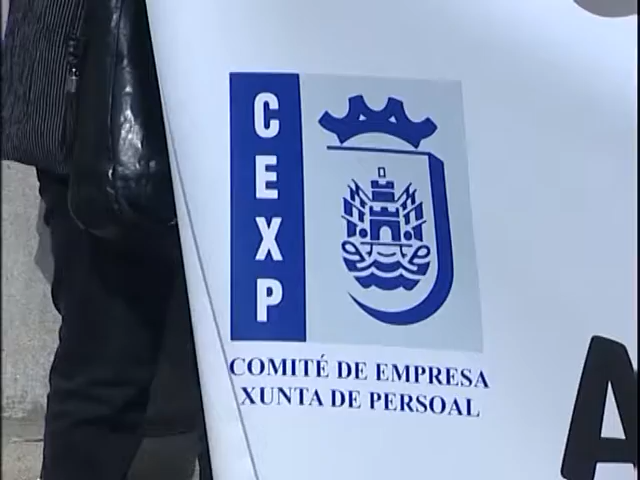 CEXP
COMITÉ DE EMPRESA
XUNTA DE PERSOAL
A